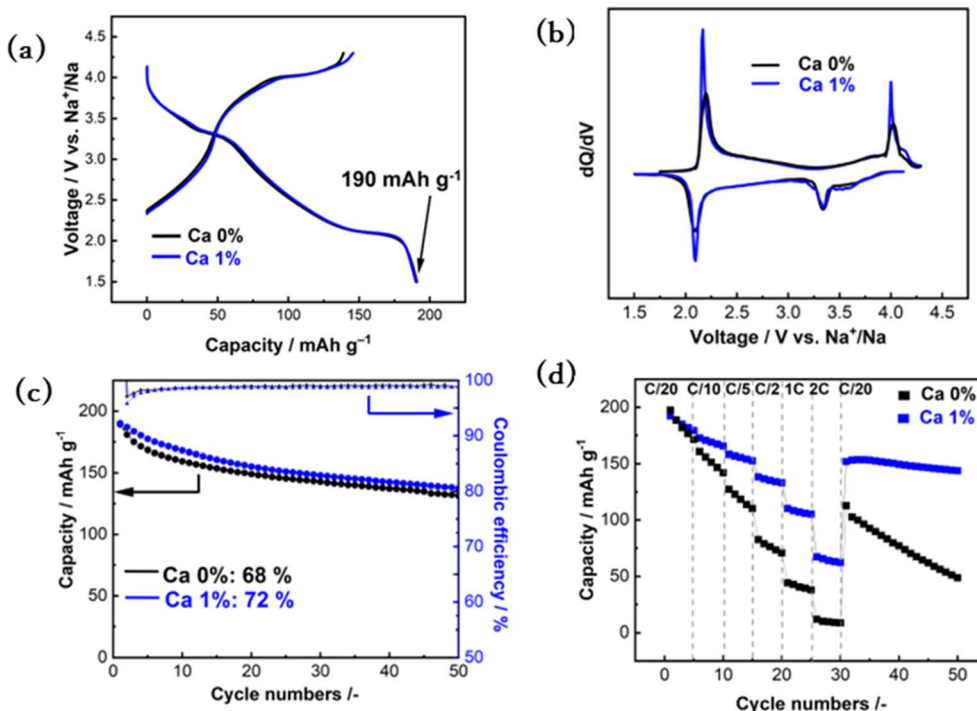 (a)
4.5
4.0
3.5
3.0
2.5
2.0
1.5
Voltage / V vs. Na⁺/Na
190 mAh g⁻¹
Ca 0%
Ca 1%
0 50 100 150 200
Capacity / mAh g⁻¹
(b)
Ca 0%
Ca 1%
dQ/dV
1.5 2.0 2.5 3.0 3.5 4.0 4.5
Voltage / V vs. Na⁺/Na
(c)
200
150
100
50
0
Capacity / mAh g⁻¹
100
90
80
70
60
50
Coulombic efficiency / %
Ca 0%: 68 %
Ca 1%: 72 %
0 10 20 30 40 50
Cycle numbers /-
(d)
C/20 C/10 C/5 C/2 1C 2C C/20
Ca 0%
Ca 1%
200
150
100
50
0
Capacity / mAh g⁻¹
0 10 20 30 40 50
Cycle numbers /-